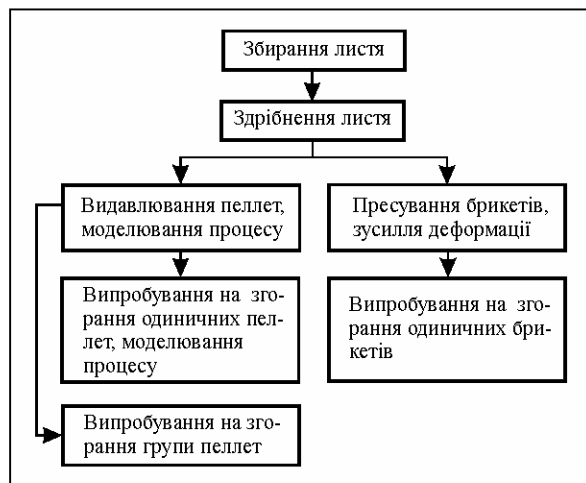 Збирання листя
Здрібнення листя
Видавлювання пеллет,
моделювання процесу
Пресування брикетів,
зусилля деформації
Випробування на зго-
рання одиничних пел-
лет, моделювання
процесу
Випробування на зго-
рання одиничних бри-
кетів
Випробування на зго-
рання групи пеллет